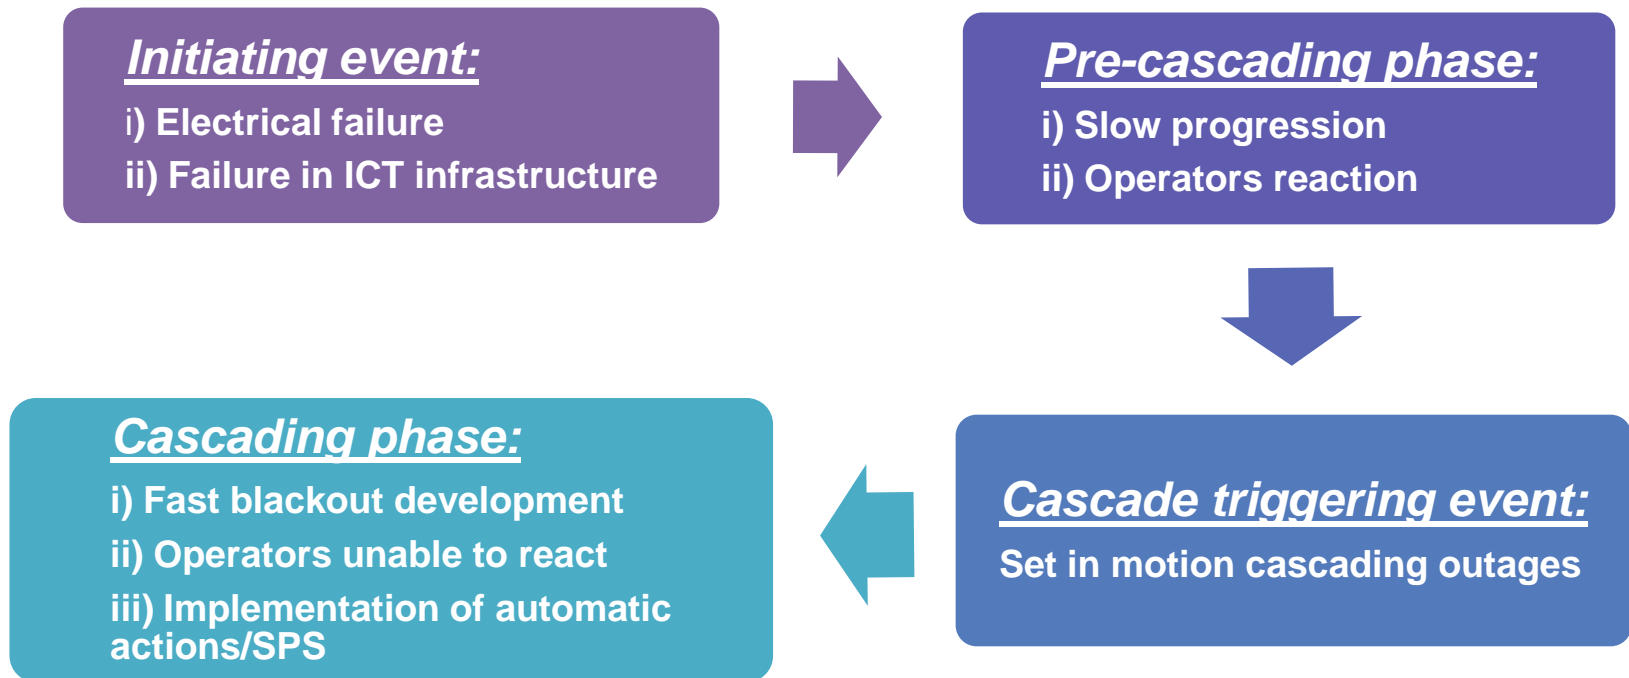 Initiating event:
i) Electrical failure
ii) Failure in ICT infrastructure
Pre-cascading phase:
i) Slow progression
ii) Operators reaction
Cascade triggering event:
Set in motion cascading outages
Cascading phase:
i) Fast blackout development
ii) Operators unable to react
iii) Implementation of automatic
actions/SPS